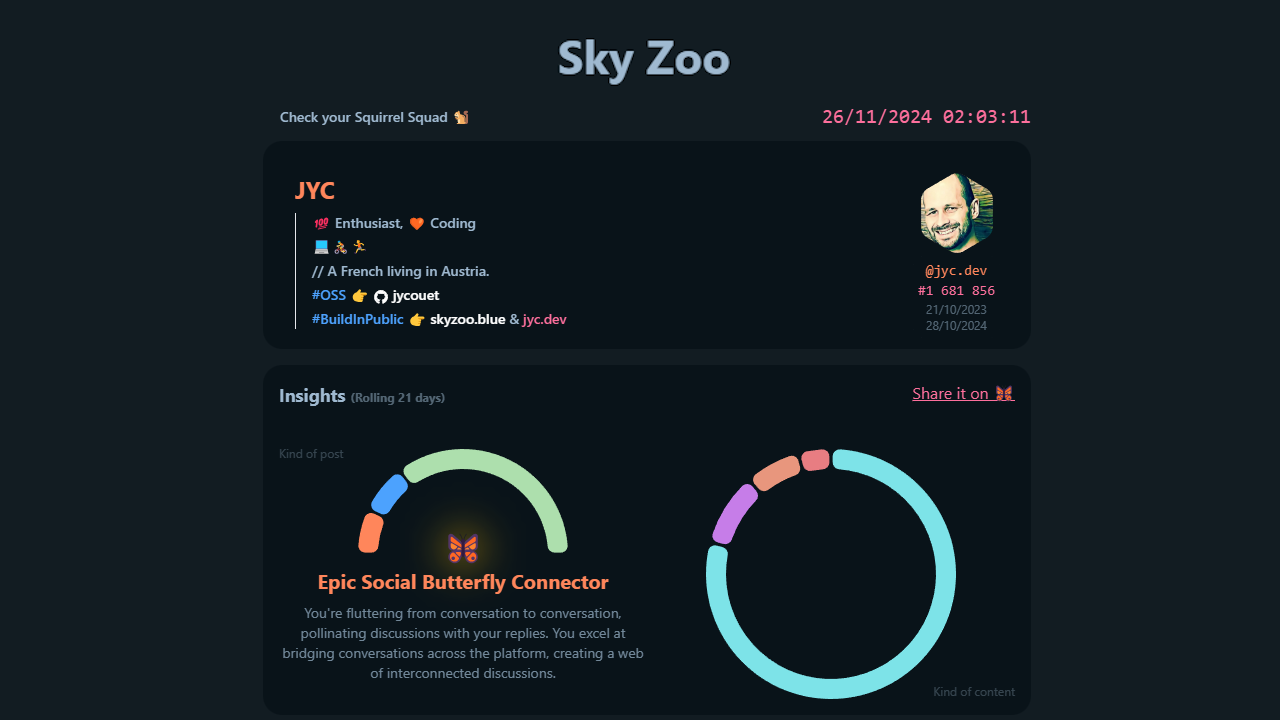 Sky Zoo
Check your Squirrel Squad 🐿️
26/11/2024 02:03:11
JYC
💯 Enthusiast, 🧡 Coding
💻 🚴 🏃
// A French living in Austria.
#OSS 👉 jycouet
#BuildInPublic 👉 skyzoo.blue & jyc.dev
@jyc.dev
#1 681 856
21/10/2023
28/10/2024
Insights (Rolling 21 days)
Share it on 🦋
Kind of post
Epic Social Butterfly Connector
You're fluttering from conversation to conversation,
pollinating discussions with your replies. You excel at
bridging conversations across the platform, creating a web
of interconnected discussions.
Kind of content